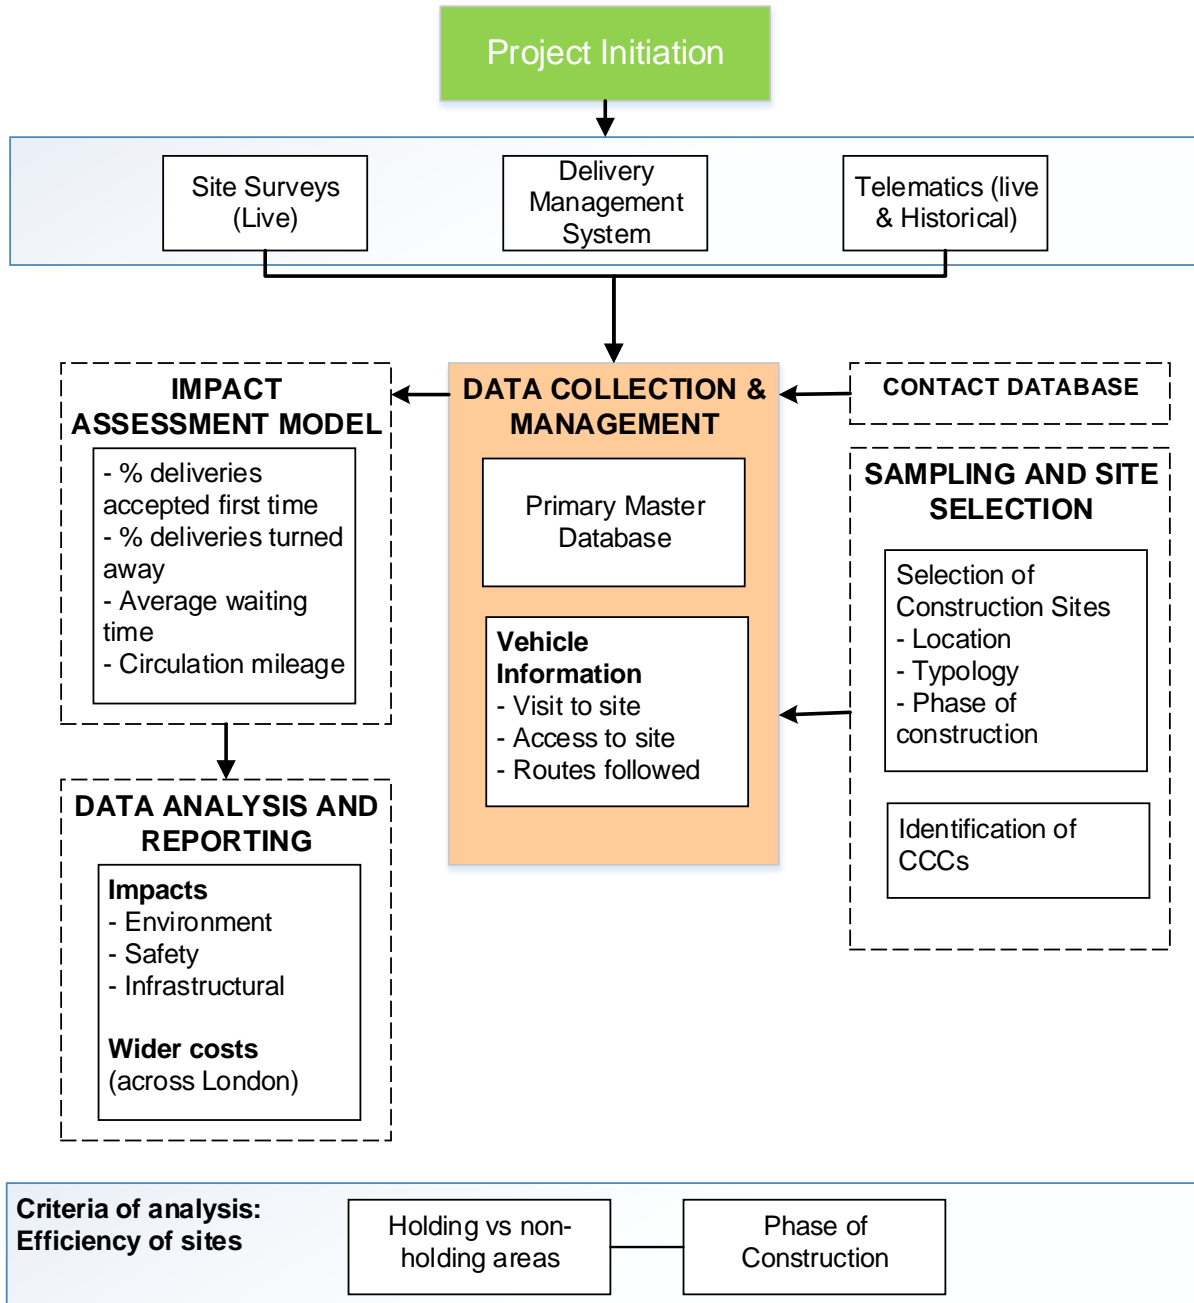 Project Initiation
Site Surveys
(Live)
Delivery
Management
System
Telematics (live
& Historical)
IMPACT
ASSESSMENT MODEL
- % deliveries
accepted first time
- % deliveries turned
away
- Average waiting
time
- Circulation mileage
DATA COLLECTION &
MANAGEMENT
Primary Master
Database
Vehicle
Information
- Visit to site
- Access to site
- Routes followed
CONTACT DATABASE
SAMPLING AND SITE
SELECTION
Selection of
Construction Sites
- Location
- Typology
- Phase of
construction
Identification of
CCCs
DATA ANALYSIS AND
REPORTING
Impacts
- Environment
- Safety
- Infrastructural
Wider costs
(across London)
Criteria of analysis:
Efficiency of sites
Holding vs non-
holding areas
Phase of
Construction